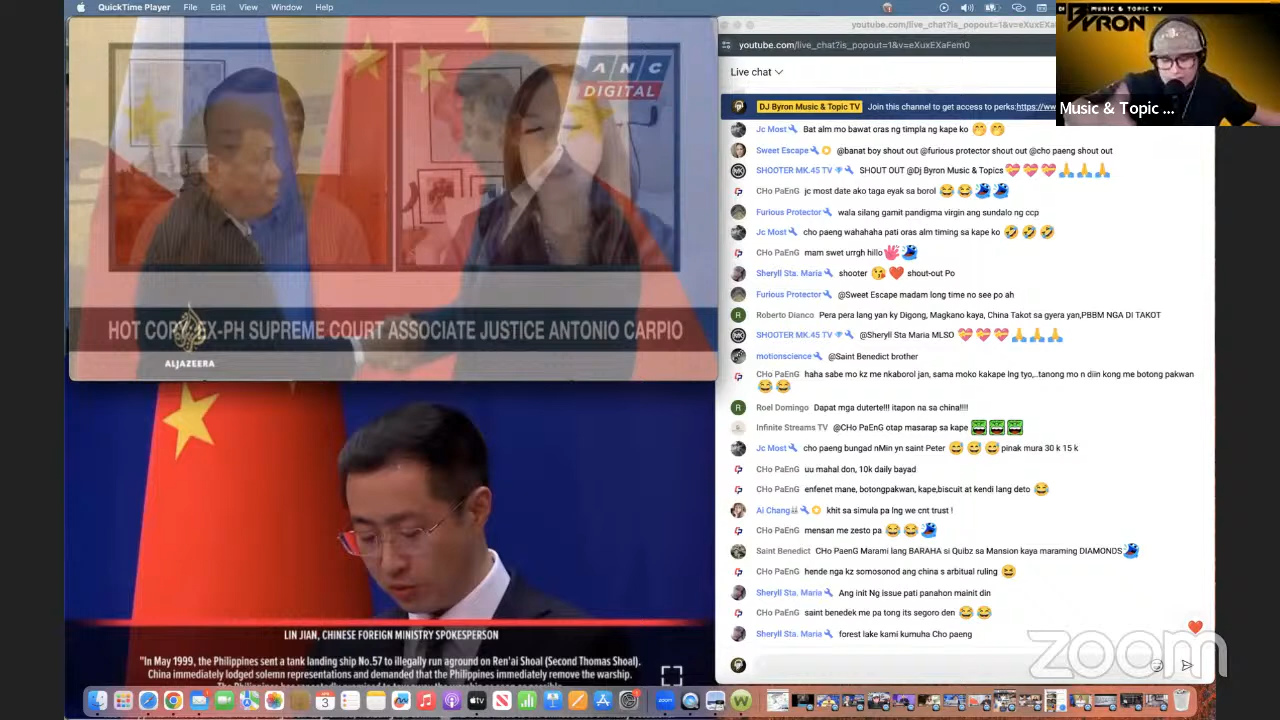 QuickTime Player File Edit View Window Help
youtube.com/live_chat?is_popout=1&v=eXuxEXaFem0
youtube.com/live_chat?is_popout=1&v=eXuxEXaFem0
Live chat
DJ Byron Music & Topic TV Join this channel to get access to perks:https://ww
Jc Most Bat alm mo bawat oras ng timpla ng kape ko 🤭 🤭
Sweet Escape @banat boy shout out @furious protector shout out @cho paeng shout out
SHOOTER MK.45 TV SHOUT OUT @Dj Byron Music & Topics 💝 💝 💝 🙏 🙏 🙏
CHo PaEnG jc most date ako taga eyak sa borol 😂 😂
Furious Protector wala silang gamit pandigma virgin ang sundalo ng ccp
Jc Most cho paeng wahahaha pati oras alm timing sa kape ko 🤣 🤣 🤣
CHo PaEnG mam swet urrgh hillo
Sheryll Sta. Maria shooter 😘 ❤️ shout-out Po
Furious Protector @Sweet Escape madam long time no see po ah
Roberto Dianco Pera pera lang yan ky Digong, Magkano kaya, China Takot sa gyera yan,PBBM NGA DI TAKOT
SHOOTER MK.45 TV @Sheryll Sta Maria MLSO 💝 💝 💝 🙏 🙏 🙏
motionscience @Saint Benedict brother
CHo PaEnG haha sabe mo kz me nkaborol jan, sama moko kakape lng tyo,..tanong mo n diin kong me botong pakwan
😂 😂
Roel Domingo Dapat mga duterte!!! itapon na sa china!!!!
Infinite Streams TV @CHo PaEnG otap masarap sa kape
Jc Most cho paeng bungad nMin yn saint Peter 😅 😅 😅 pinak mura 30 k 15 k
CHo PaEnG uu mahal don, 10k daily bayad
CHo PaEnG enfenet mane, botongpakwan, kape,biscuit at kendi lang deto 😂
Ai Chang khit sa simula pa lng we cnt trust !
CHo PaEnG mensan me zesto pa 😂 😂
Saint Benedict CHo PaenG Marami lang BARAHA si Quibz sa Mansion kaya maraming DIAMONDS
CHo PaEnG hende nga kz somosonod ang china s arbitual ruling 😆
Sheryll Sta. Maria Ang init Ng issue pati panahon mainit din
CHo PaEnG saint benedek me pa tong its segoro den 😂 😂
Sheryll Sta. Maria forest lake kami kumuha Cho paeng
MUSIC & TOPIC TV
BYRON
Music & Topic ...
ANC
DIGITAL
HOT COPY EX-PH SUPREME COURT ASSOCIATE JUSTICE ANTONIO CARPIO
ALJAZEERA
LIN JIAN, CHINESE FOREIGN MINISTRY SPOKESPERSON
"In May 1999, the Philippines sent a tank landing ship No.57 to illegally run aground on Ren'ai Shoal (Second Thomas Shoal).
China immediately lodged solemn representations and demanded that the Philippines immediately remove the warship.
zoom